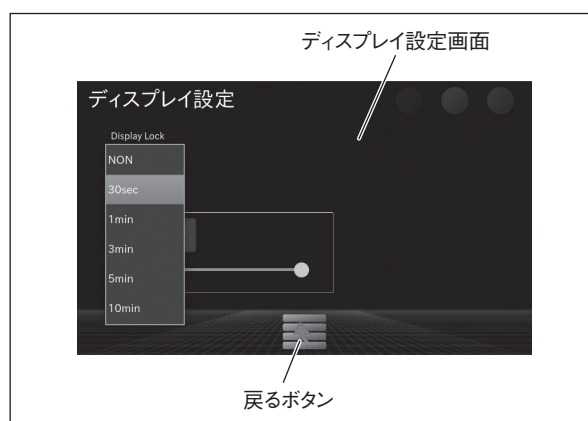 ディスプレイ設定画面
ディスプレイ設定
Display Lock
NON
30sec
1min
3min
5min
10min
戻るボタン